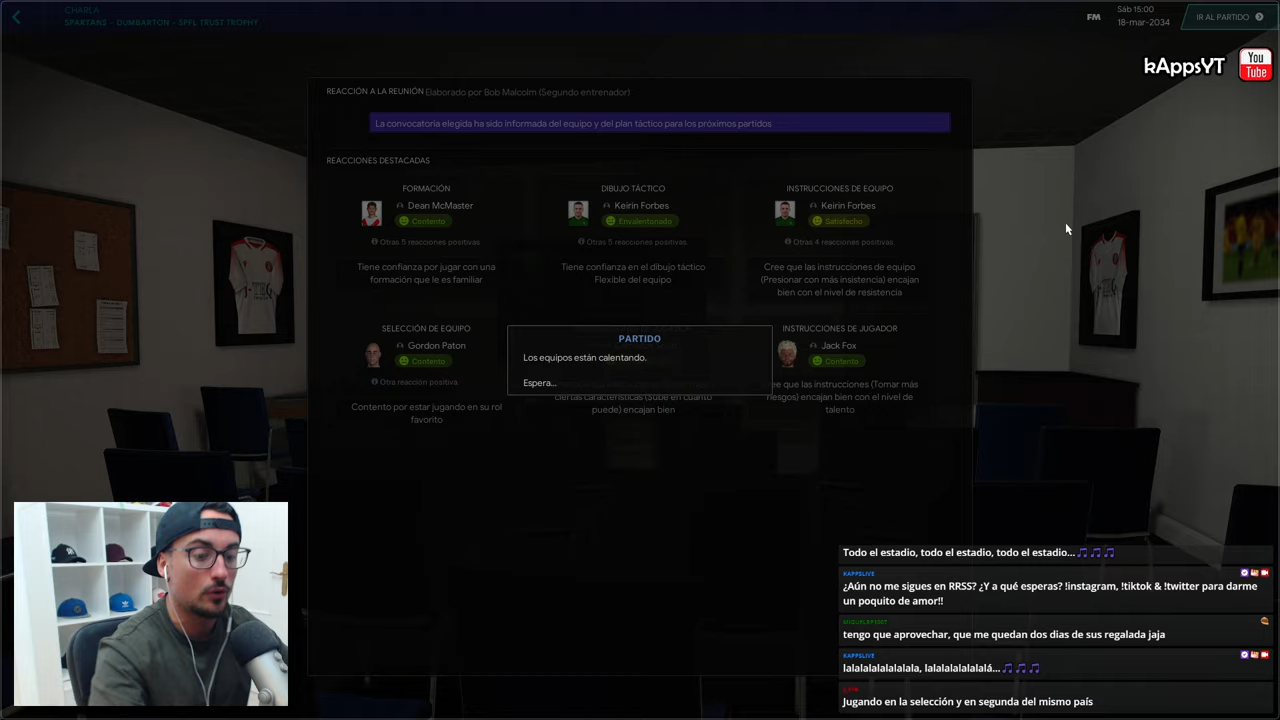 CHARLA
SPARTANS - DUMBARTON - SPFL TRUST TROPHY
FM
Sáb 15:00
18-mar-2034
IR AL PARTIDO
kAppsYT
You
Tube
REACCIÓN A LA REUNIÓN Elaborado por Bob Malcolm (Segundo entrenador)
La convocatoria elegida ha sido informada del equipo y del plan táctico para los próximos partidos
REACCIONES DESTACADAS
FORMACIÓN
Dean McMaster
Contento
Otras 5 reacciones positivas
Tiene confianza por jugar con una
formación que le es familiar
DIBUJO TÁCTICO
Keirin Forbes
Envalentonado
Otras 5 reacciones positivas.
Tiene confianza en el dibujo táctico
Flexible del equipo
INSTRUCCIONES DE EQUIPO
Keirin Forbes
Satisfecho
Otras 4 reacciones positivas
Cree que las instrucciones de equipo
(Presionar con más insistencia) encajan
bien con el nivel de resistencia
SELECCIÓN DE EQUIPO
Gordon Paton
Contento
Otra reacción positiva
Contento por estar jugando en su rol
favorito
PARTIDO
Los equipos están calentando.
Espera...
ciertas características (Sube en cuanto
puede) encajan bien
INSTRUCCIONES DE JUGADOR
Jack Fox
Contento
ree que las instrucciones (Tomar más
riesgos) encajan bien con el nivel de
talento
Todo el estadio, todo el estadio, todo el estadio...
KAPPSLIVE
¿Aún no me sigues en RRSS? ¿Y a qué esperas? !instagram, !tiktok & !twitter para darme
un poquito de amor!!
tengo que aprovechar, que me quedan dos dias de sus regalada jaja
KAPPSLIVE
lalalalalalalalala, lalalalalalalalá...
Jugando en la selección y en segunda del mismo país